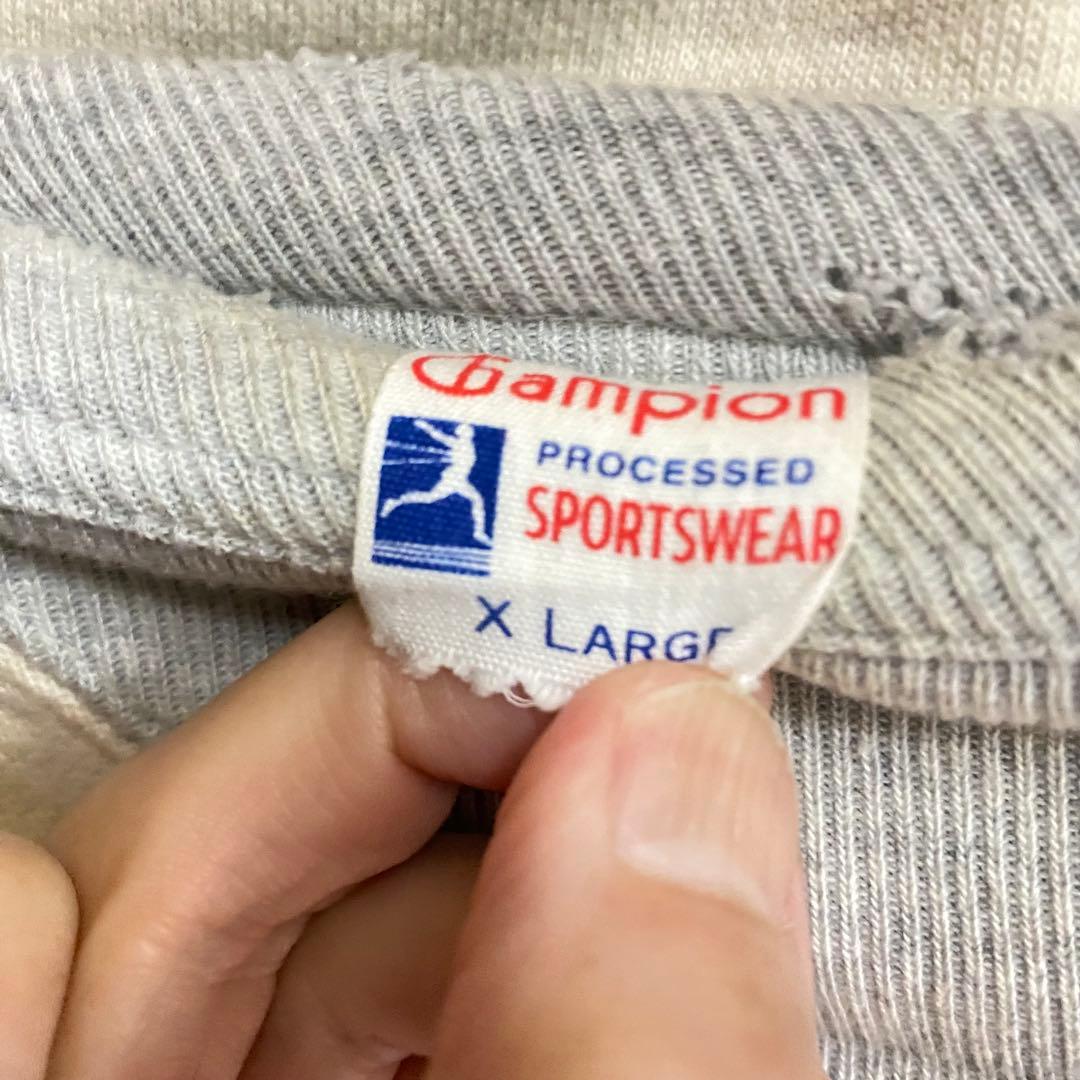 Champion
PROCESSED
SPORTSWEAR
X LARGE